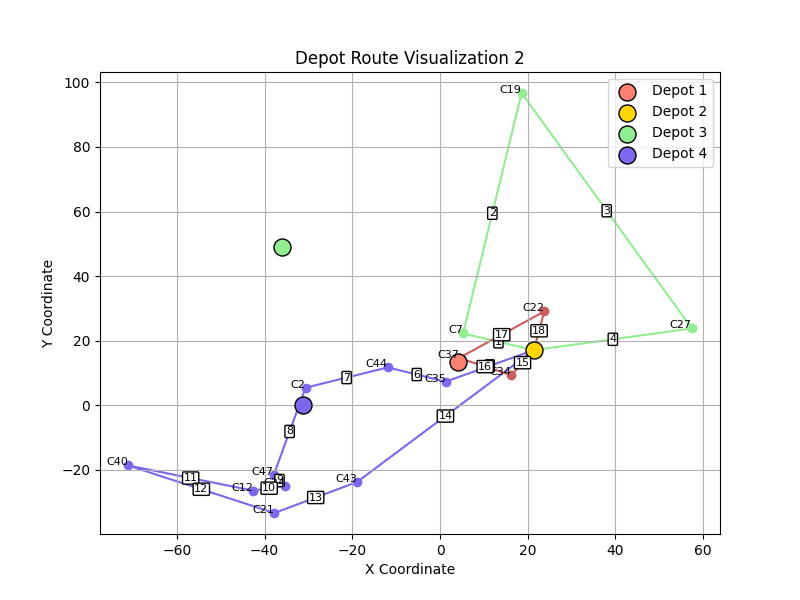 Depot Route Visualization 2
Depot 1
Depot 2
Depot 3
Depot 4
Y Coordinate
100
80
60
40
20
0
−20
−60
−40
−20
0
20
40
60
X Coordinate
C19
2
3
C22
C7
17
1
18
C27
4
C37
15
16
C34
C44
C35
6
7
C2
8
14
C40
11
12
C47
9
10
C12
C21
13
C43